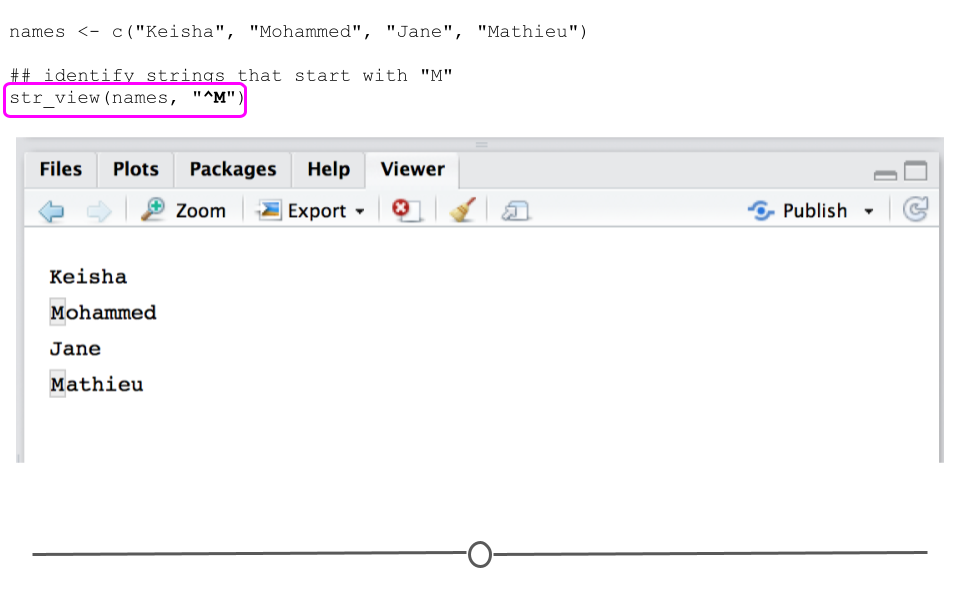 names <- c("Keisha", "Mohammed", "Jane", "Mathieu")
## identify strings that start with "M"
str_view(names, "^M")
Files Plots Packages Help Viewer
Zoom Export Publish
Keisha
Mohammed
Jane
Mathieu